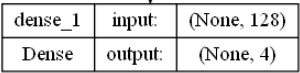 dense_1 input: (None, 128)
Dense output: (None, 4)